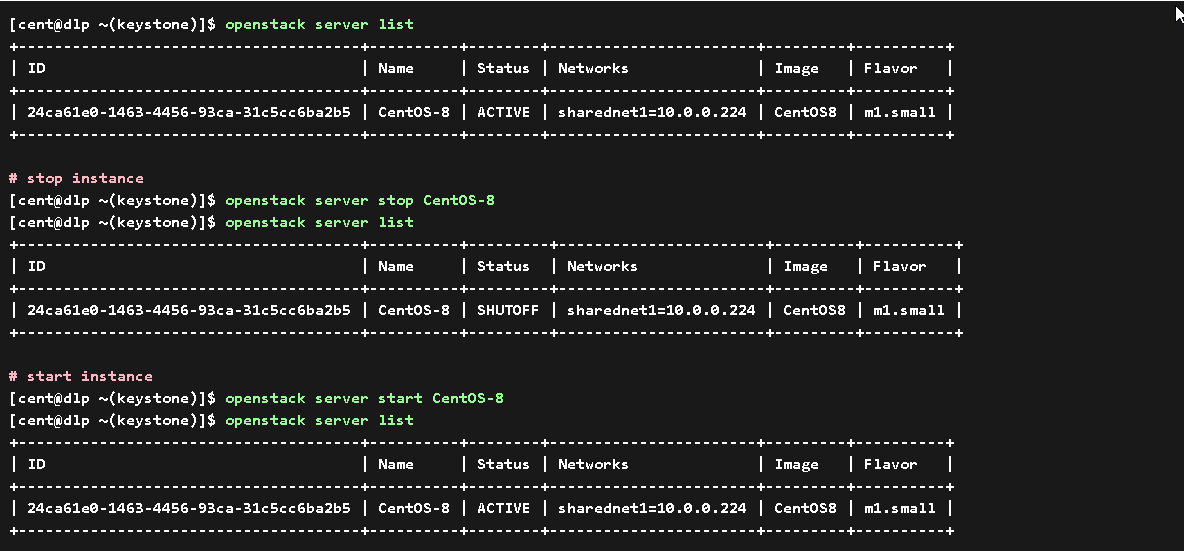 [cent@dlp ~(keystone)]$ openstack server list
+--------------------------------------+----------+--------+-----------------------+---------+----------+
| ID                                   | Name     | Status | Networks              | Image   | Flavor   |
+--------------------------------------+----------+--------+-----------------------+---------+----------+
| 24ca61e0-1463-4456-93ca-31c5cc6ba2b5 | CentOS-8 | ACTIVE | sharednet1=10.0.0.224 | CentOS8 | m1.small |
+--------------------------------------+----------+--------+-----------------------+---------+----------+
# stop instance
[cent@dlp ~(keystone)]$ openstack server stop CentOS-8
[cent@dlp ~(keystone)]$ openstack server list
+--------------------------------------+----------+---------+-----------------------+---------+----------+
| ID                                   | Name     | Status  | Networks              | Image   | Flavor   |
+--------------------------------------+----------+---------+-----------------------+---------+----------+
| 24ca61e0-1463-4456-93ca-31c5cc6ba2b5 | CentOS-8 | SHUTOFF | sharednet1=10.0.0.224 | CentOS8 | m1.small |
+--------------------------------------+----------+---------+-----------------------+---------+----------+
# start instance
[cent@dlp ~(keystone)]$ openstack server start CentOS-8
[cent@dlp ~(keystone)]$ openstack server list
+--------------------------------------+----------+--------+-----------------------+---------+----------+
| ID                                   | Name     | Status | Networks              | Image   | Flavor   |
+--------------------------------------+----------+--------+-----------------------+---------+----------+
| 24ca61e0-1463-4456-93ca-31c5cc6ba2b5 | CentOS-8 | ACTIVE | sharednet1=10.0.0.224 | CentOS8 | m1.small |
+--------------------------------------+----------+--------+-----------------------+---------+----------+